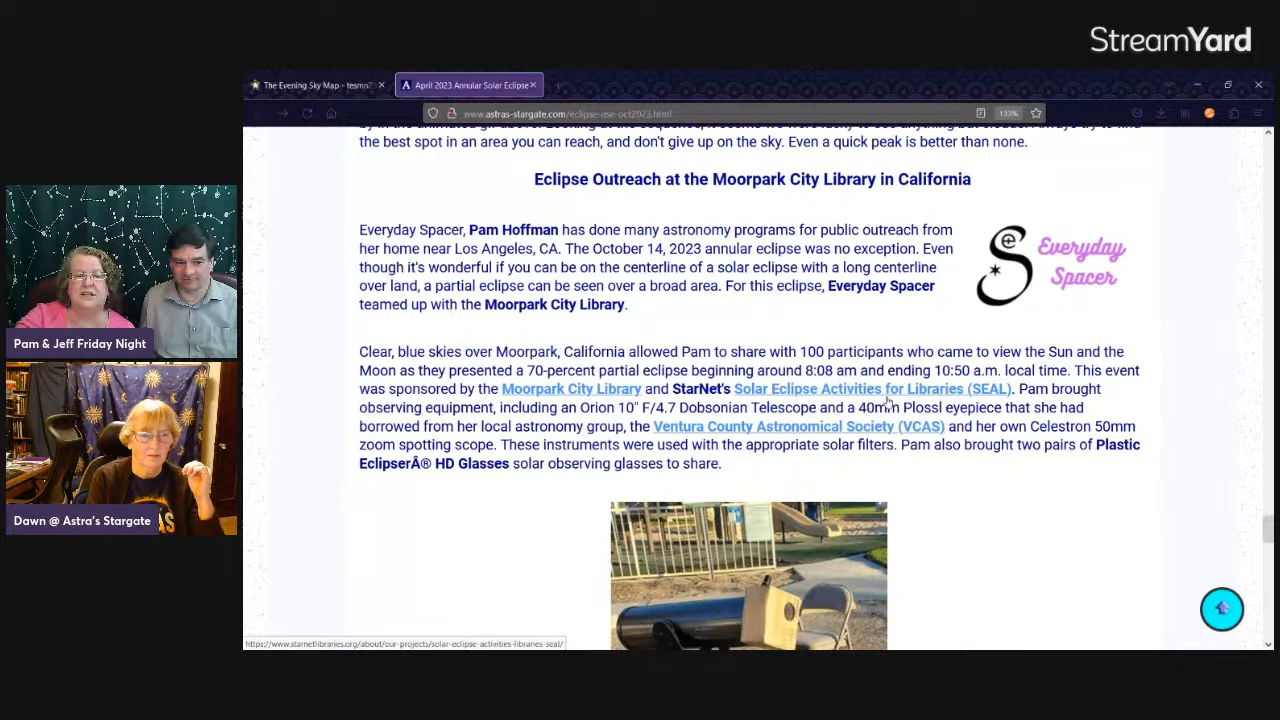 StreamYard
The Evening Sky Map - tesmn2
April 2023 Annular Solar Eclipse
www.astras-stargate.com/eclipse-ase-oct2023.html
133%
the best spot in an area you can reach, and don't give up on the sky. Even a quick peak is better than none.
Eclipse Outreach at the Moorpark City Library in California
Everyday Spacer, Pam Hoffman has done many astronomy programs for public outreach from
her home near Los Angeles, CA. The October 14, 2023 annular eclipse was no exception. Even
though it's wonderful if you can be on the centerline of a solar eclipse with a long centerline
over land, a partial eclipse can be seen over a broad area. For this eclipse, Everyday Spacer
teamed up with the Moorpark City Library.
Everyday
Spacer
Clear, blue skies over Moorpark, California allowed Pam to share with 100 participants who came to view the Sun and the
Moon as they presented a 70-percent partial eclipse beginning around 8:08 am and ending 10:50 a.m. local time. This event
was sponsored by the Moorpark City Library and StarNet's Solar Eclipse Activities for Libraries (SEAL). Pam brought
observing equipment, including an Orion 10" F/4.7 Dobsonian Telescope and a 40mm Plossl eyepiece that she had
borrowed from her local astronomy group, the Ventura County Astronomical Society (VCAS) and her own Celestron 50mm
zoom spotting scope. These instruments were used with the appropriate solar filters. Pam also brought two pairs of Plastic
EclipserÂ® HD Glasses solar observing glasses to share.
Pam & Jeff Friday Night
Dawn @ Astra's Stargate
https://www.starnetlibraries.org/about/our-projects/solar-eclipse-activities-libraries-seal/